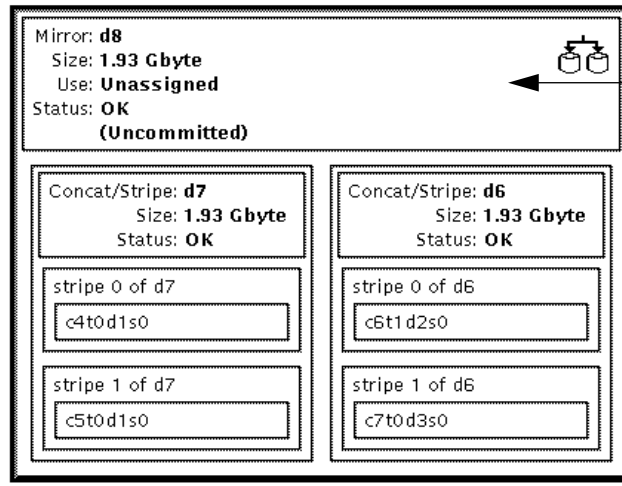 Mirror: d8
Size: 1.93 Gbyte
Use: Unassigned
Status: OK
(Uncommitted)
Concat/Stripe: d7
Size: 1.93 Gbyte
Status: OK
stripe 0 of d7
c4t0d1s0
stripe 1 of d7
c5t0d1s0
Concat/Stripe: d6
Size: 1.93 Gbyte
Status: OK
stripe 0 of d6
c6t1d2s0
stripe 1 of d6
c7t0d3s0